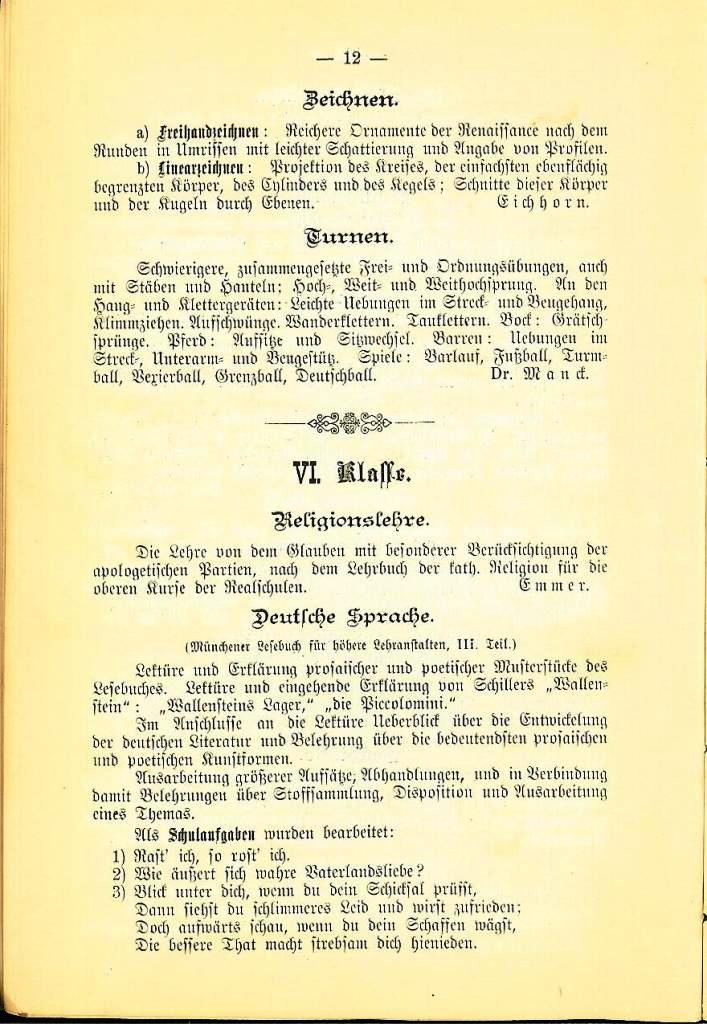 — 12 —
Zeichnen.
a) Freihandzeichnen: Reichere Ornamente der Renaissance nach dem
Runden in Umrissen mit leichter Schattierung und Angabe von Profilen.
b) Linearzeichnen: Projektion des Kreises, der einfachsten ebenflächig
begrenzten Körper, des Cylinders und des Kegels; Schnitte dieser Körper
und der Kugeln durch Ebenen. Eichhorn.
Turnen.
Schwierigere, zusammengesetzte Frei- und Ordnungsübungen, auch
mit Stäben und Hanteln; Hoch-, Weit- und Weithochsprung. An den
Hang- und Klettergeräten: Leichte Uebungen im Streck- und Beugehang,
Klimmziehen. Aufschwünge. Wanderklettern. Tauklettern. Bock: Grätsch-
sprünge. Pferd: Aufsitze und Sitzwechsel. Barren: Uebungen im
Streck-, Unterarm- und Beugestütz. Spiele: Barlauf, Fußball, Turm-
ball, Vexierball, Grenzball, Deutschball. Dr. Manck.
VI. Klasse.
Religionslehre.
Die Lehre von dem Glauben mit besonderer Berücksichtigung der
apologetischen Partien, nach dem Lehrbuch der kath. Religion für die
oberen Kurse der Realschulen. Emmer.
Deutsche Sprache.
(Münchener Lesebuch für höhere Lehranstalten, III. Teil.)
Lektüre und Erklärung prosaischer und poetischer Musterstücke des
Lesebuches. Lektüre und eingehende Erklärung von Schillers „Wallen-
stein“: „Wallensteins Lager,“ „die Piccolomini.“
Im Anschlusse an die Lektüre Ueberblick über die Entwickelung
der deutschen Literatur und Belehrung über die bedeutendsten prosaischen
und poetischen Kunstformen.
Ausarbeitung größerer Aufsätze, Abhandlungen, und in Verbindung
damit Belehrungen über Stoffsammlung, Disposition und Ausarbeitung
eines Themas.
Als Schulaufgaben wurden bearbeitet:
1) Rast' ich, so rost' ich.
2) Wie äußert sich wahre Vaterlandsliebe?
3) Blick unter dich, wenn du dein Schicksal prüfst,
Dann siehst du schlimmeres Leid und wirst zufrieden;
Doch aufwärts schau, wenn du dein Schaffen wägst,
Die bessere That macht strebsam dich hienieden.